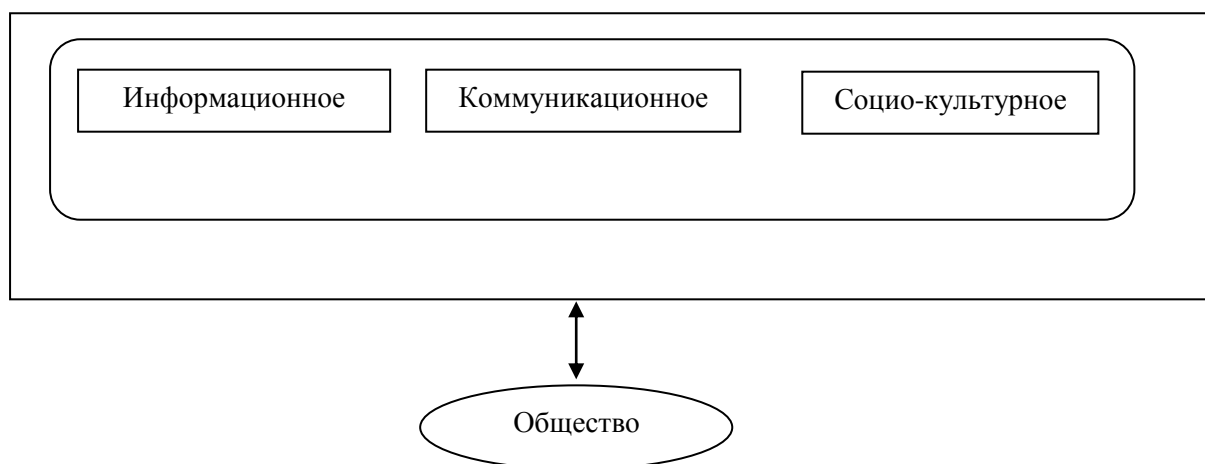 Информационное
Коммуникационное
Социо-культурное
Общество